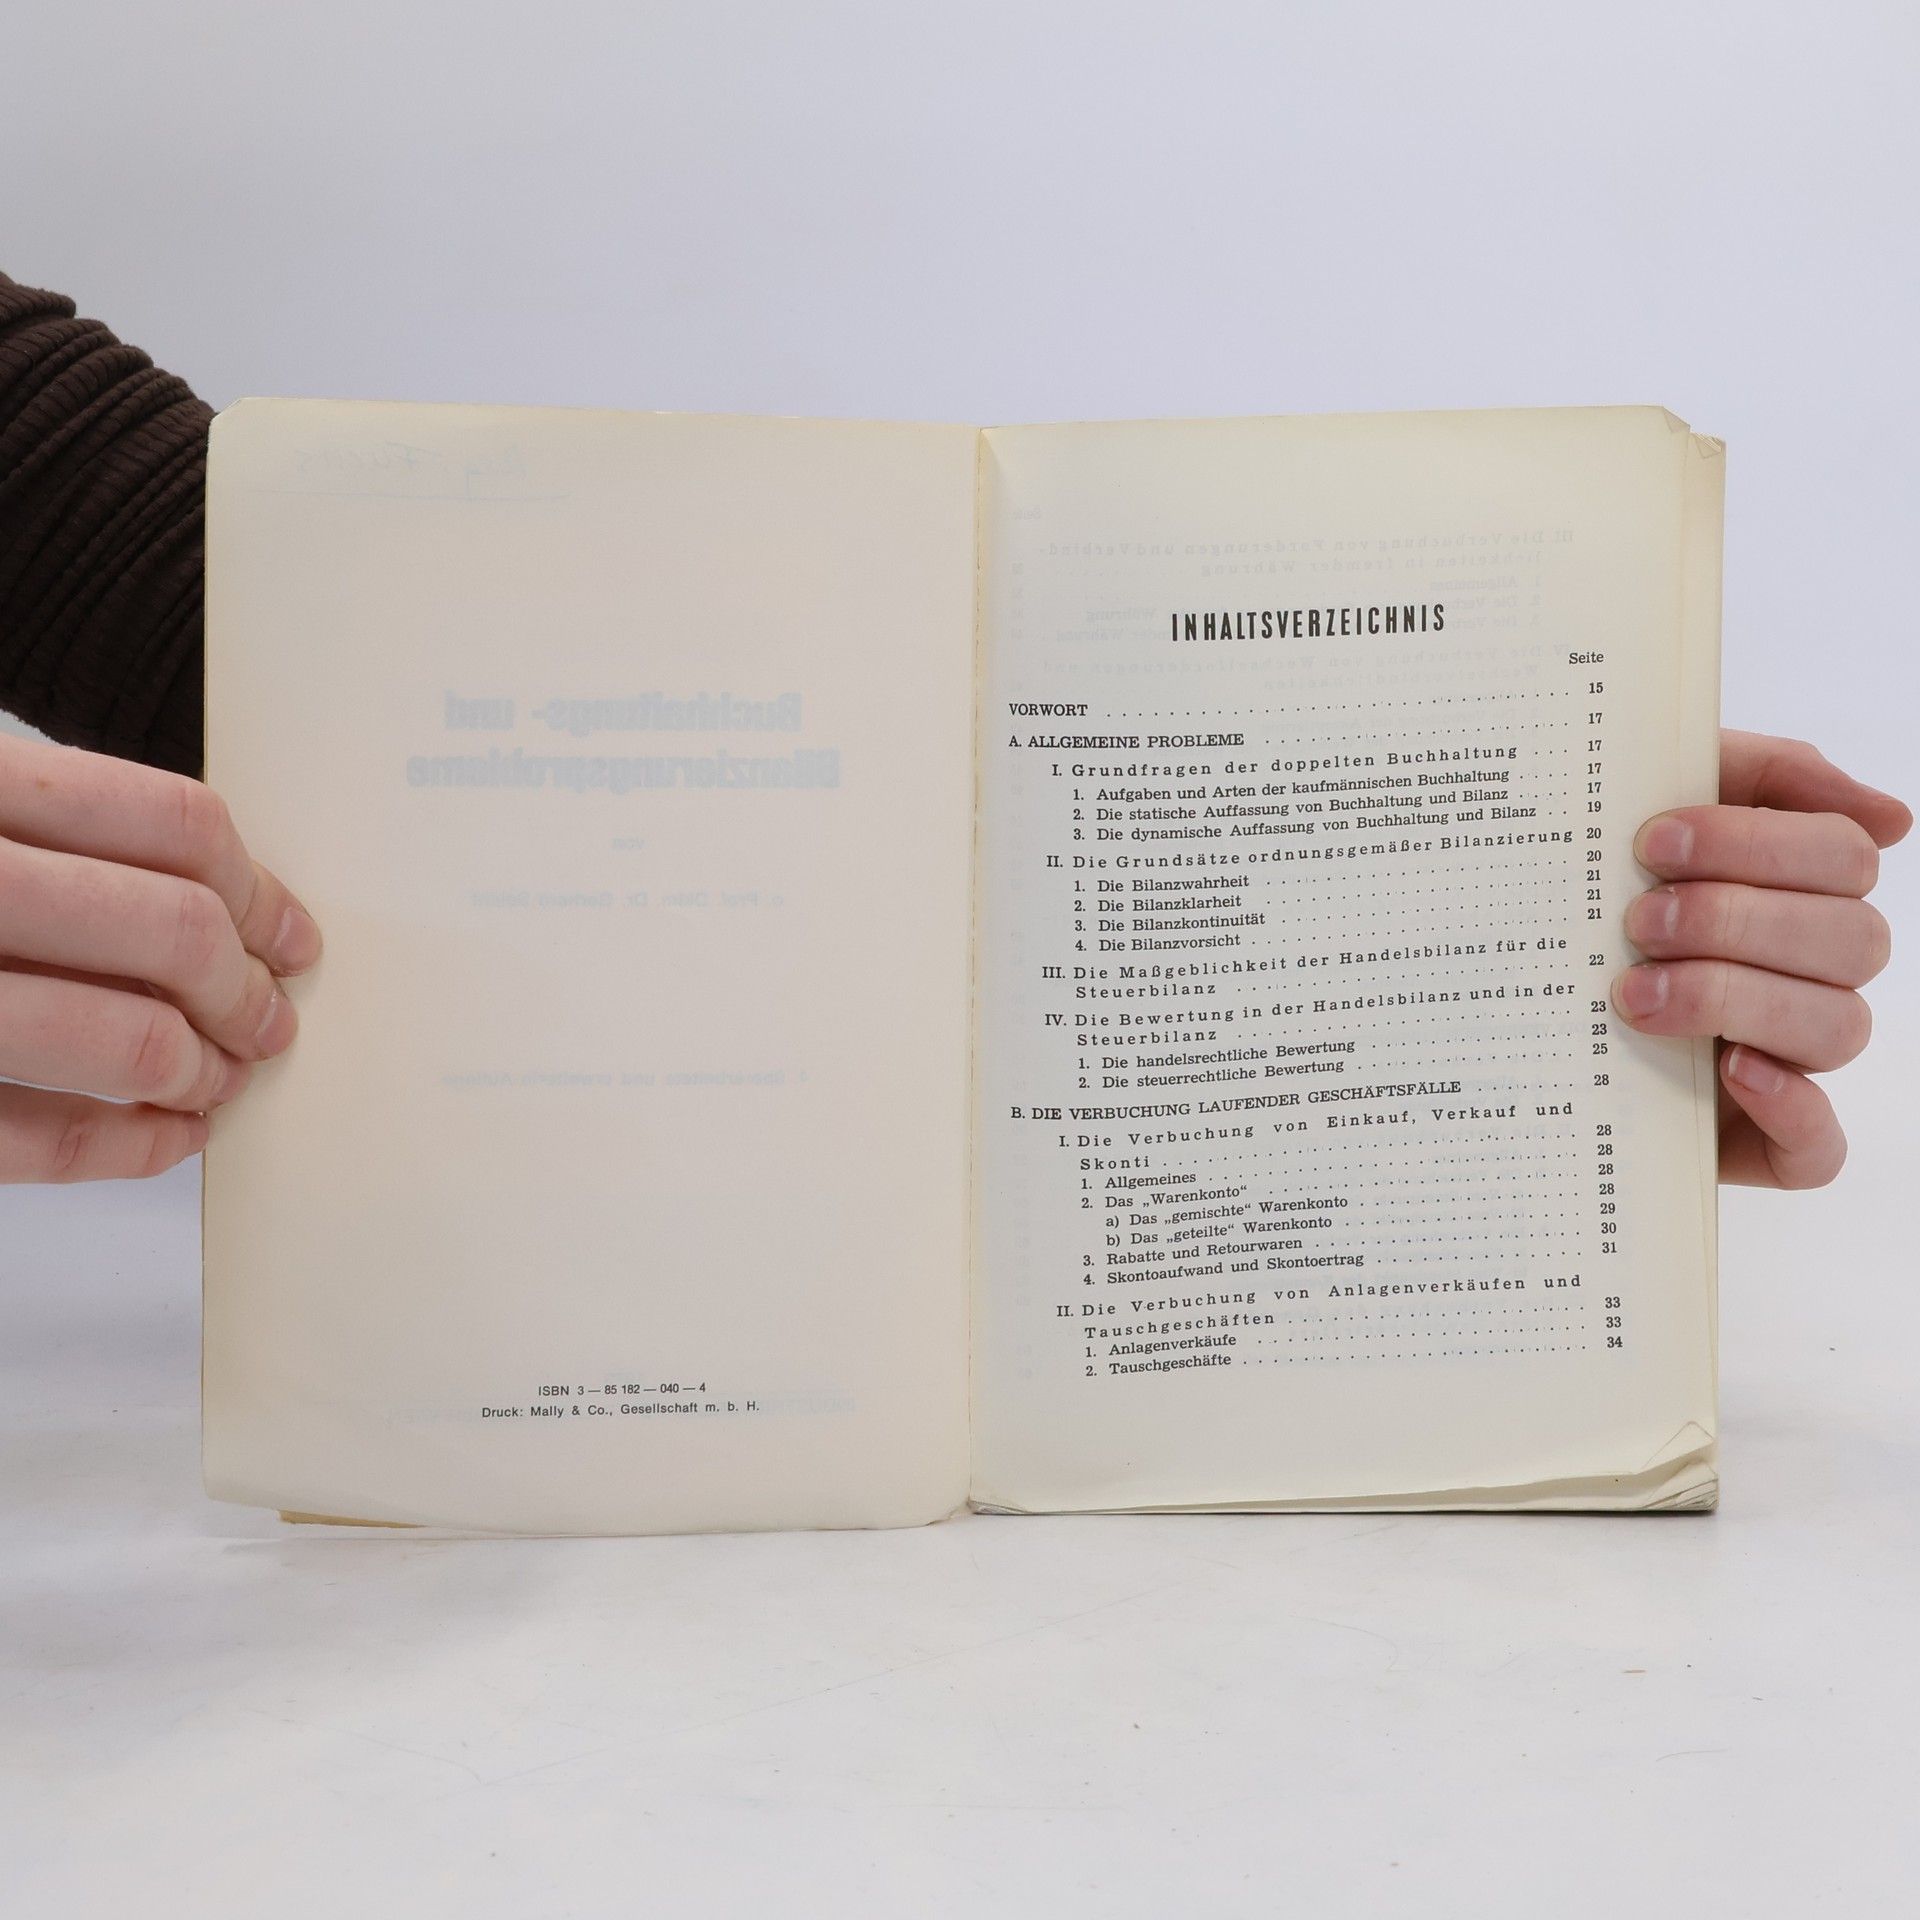 ISBN 3 — 85 182 — 040 — 4
Druck: Mally & Co., Gesellschaft m. b. H.
INHALTSVERZEICHNIS
Seite
VORWORT . . . . . . . . . . . . . . . . . . . . 15
A. ALLGEMEINE PROBLEME . . . . . . . . . . . . . 17
I. Grundfragen der doppelten Buchhaltung . . . 17
1. Aufgaben und Arten der kaufmännischen Buchhaltung . . . . 17
2. Die statische Auffassung von Buchhaltung und Bilanz . . . . 17
3. Die dynamische Auffassung von Buchhaltung und Bilanz . . 19
II. Die Grundsätze ordnungsgemäßer Bilanzierung 20
1. Die Bilanzwahrheit . . . . . . . . . . . . . 20
2. Die Bilanzklarheit . . . . . . . . . . . . . 21
3. Die Bilanzkontinuität . . . . . . . . . . . . 21
4. Die Bilanzvorsicht . . . . . . . . . . . . . 21
III. Die Maßgeblichkeit der Handelsbilanz für die
Steuerbilanz . . . . . . . . . . . . . . . 22
IV. Die Bewertung in der Handelsbilanz und in der
Steuerbilanz . . . . . . . . . . . . . . . 23
1. Die handelsrechtliche Bewertung . . . . . . . . . 23
2. Die steuerrechtliche Bewertung . . . . . . . . . . 25
B. DIE VERBUCHUNG LAUFENDER GESCHÄFTSFÄLLE . . . . . 28
I. Die Verbuchung von Einkauf, Verkauf und
Skonti . . . . . . . . . . . . . . . . . . 28
1. Allgemeines . . . . . . . . . . . . . . . . 28
2. Das „Warenkonto“ . . . . . . . . . . . . . . 28
a) Das „gemischte“ Warenkonto . . . . . . . . . . 28
b) Das „geteilte“ Warenkonto . . . . . . . . . . . 29
3. Rabatte und Retourwaren . . . . . . . . . . . . 30
4. Skontoaufwand und Skontoertrag . . . . . . . . . 31
II. Die Verbuchung von Anlagenverkäufen und
Tauschgeschäften . . . . . . . . . . . . . 33
1. Anlagenverkäufe . . . . . . . . . . . . . . 33
2. Tauschgeschäfte . . . . . . . . . . . . . . . 34